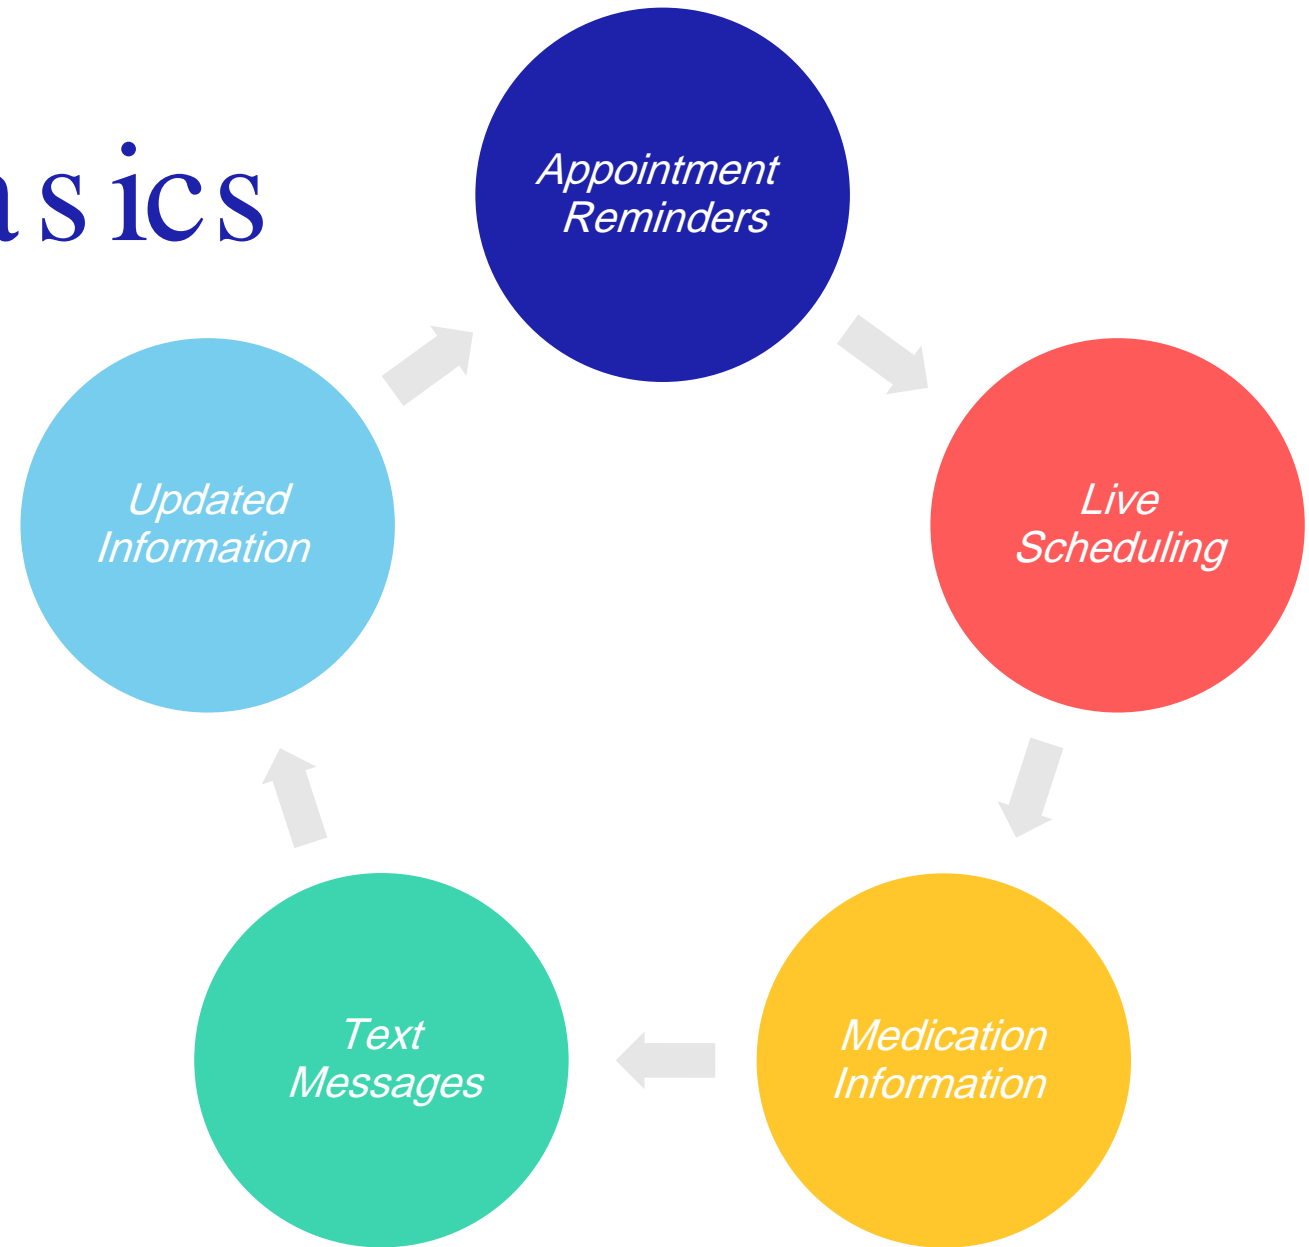 asics
Appointment
Reminders
Live
Scheduling
Medication
Information
Text
Messages
Updated
Information